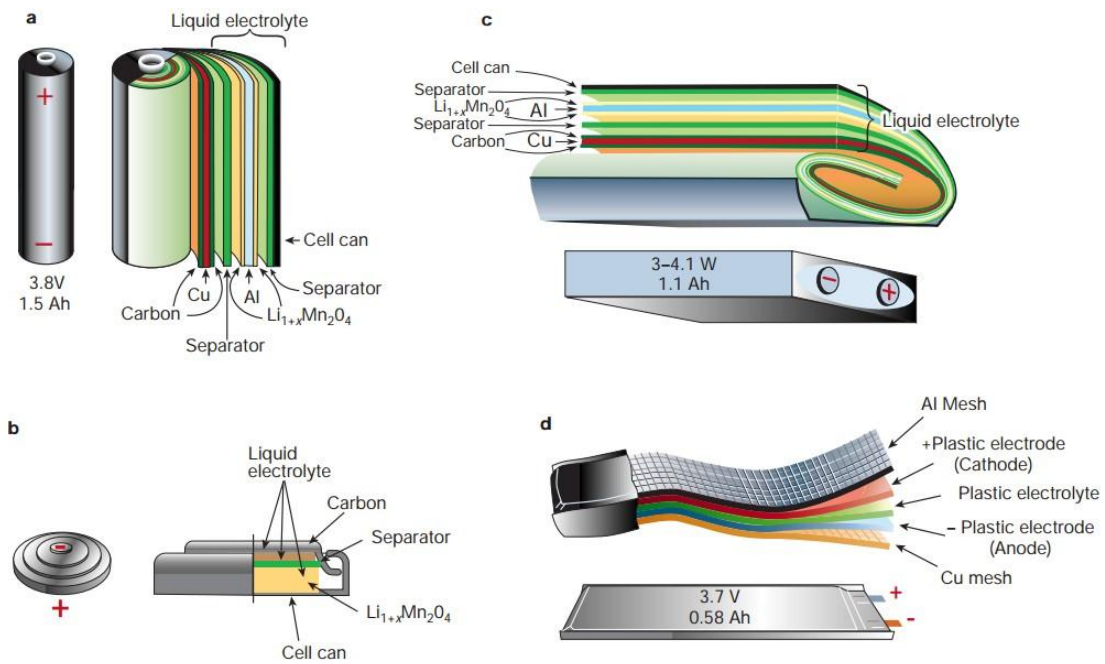 a
Liquid electrolyte
+
−
3.8V
1.5 Ah
Cell can
Separator
Cu
Al
Carbon
Li1+xMn2O4
Separator
c
Cell can
Separator
Li1+xMn2O4
Al
Separator
Carbon
Cu
Liquid electrolyte
3–4.1 W
1.1 Ah
−
+
b
Liquid
electrolyte
Carbon
Separator
Li1+xMn2O4
Cell can
-
+
d
Al Mesh
+Plastic electrode
(Cathode)
Plastic electrolyte
– Plastic electrode
(Anode)
Cu mesh
3.7 V
0.58 Ah
+
-